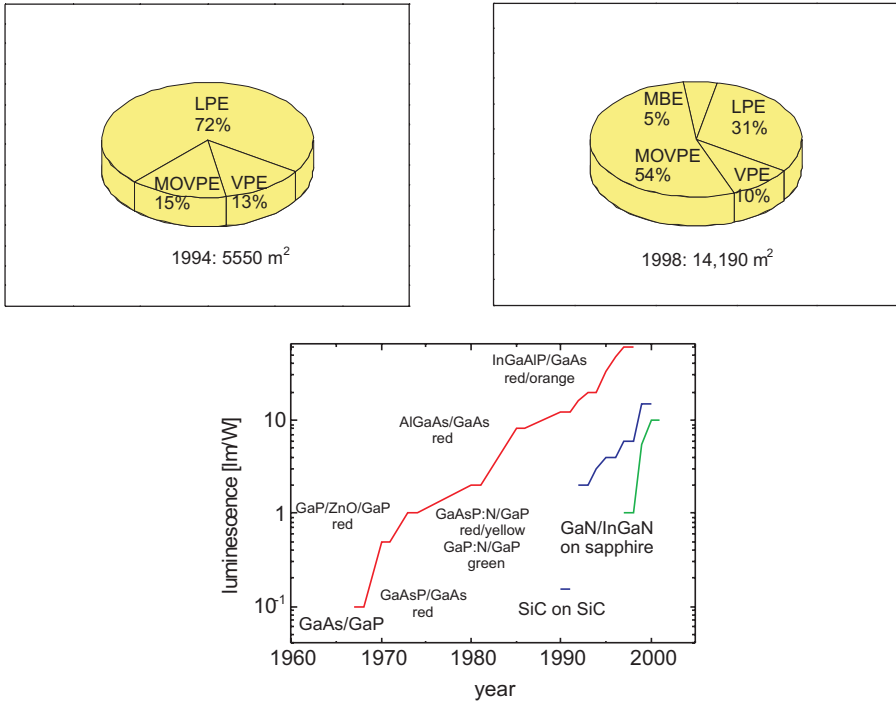 LPE
72%
MOVPE
15%
VPE
13%
1994: 5550 m²
MBE
5%
LPE
31%
MOVPE
54%
VPE
10%
1998: 14,190 m²
luminescence [lm/W]
10
1
10⁻¹
InGaAlP/GaAs
red/orange
AlGaAs/GaAs
red
GaP/ZnO/GaP
red
GaAsP:N/GaP
red/yellow
GaP:N/GaP
green
GaN/InGaN
on sapphire
GaAsP/GaAs
red
SiC on SiC
GaAs/GaP
1960
1970
1980
1990
2000
year